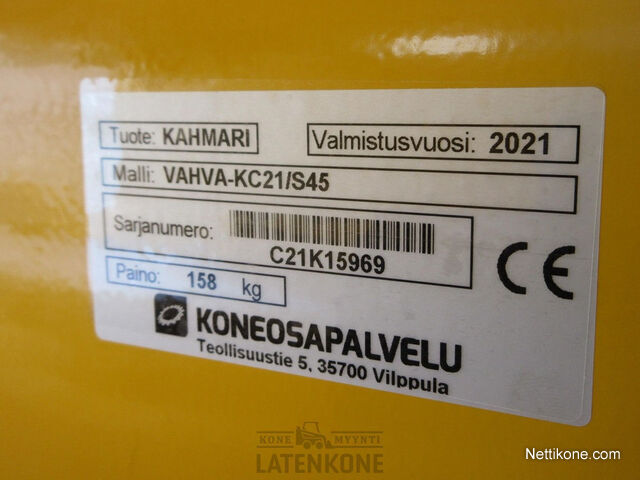 Tuote: KAHMARI
Valmistusvuosi: 2021
Malli: VAHVA-KC21/S45
Sarjanumero:
C21K15969
Paino: 158 kg
CE
KONEOSAPALVELU
Teollisuustie 5, 35700 Vilppula
KONE MYYNTI
LATENKONE
Nettikone.com